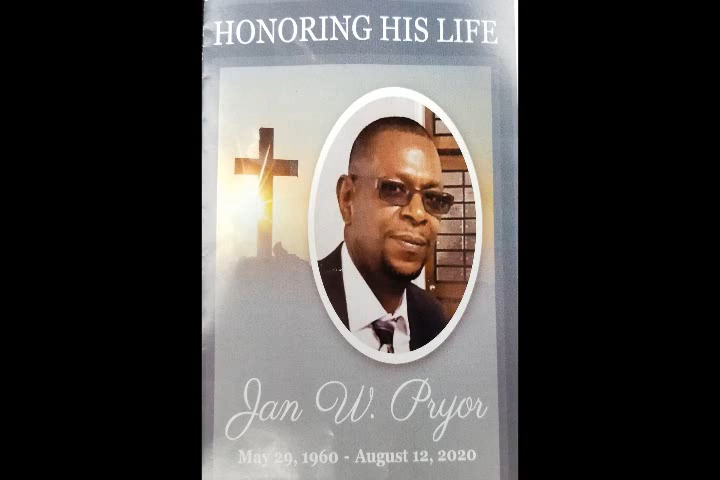 HONORING HIS LIFE
Jan W. Pryor
May 29, 1960 - August 12, 2020